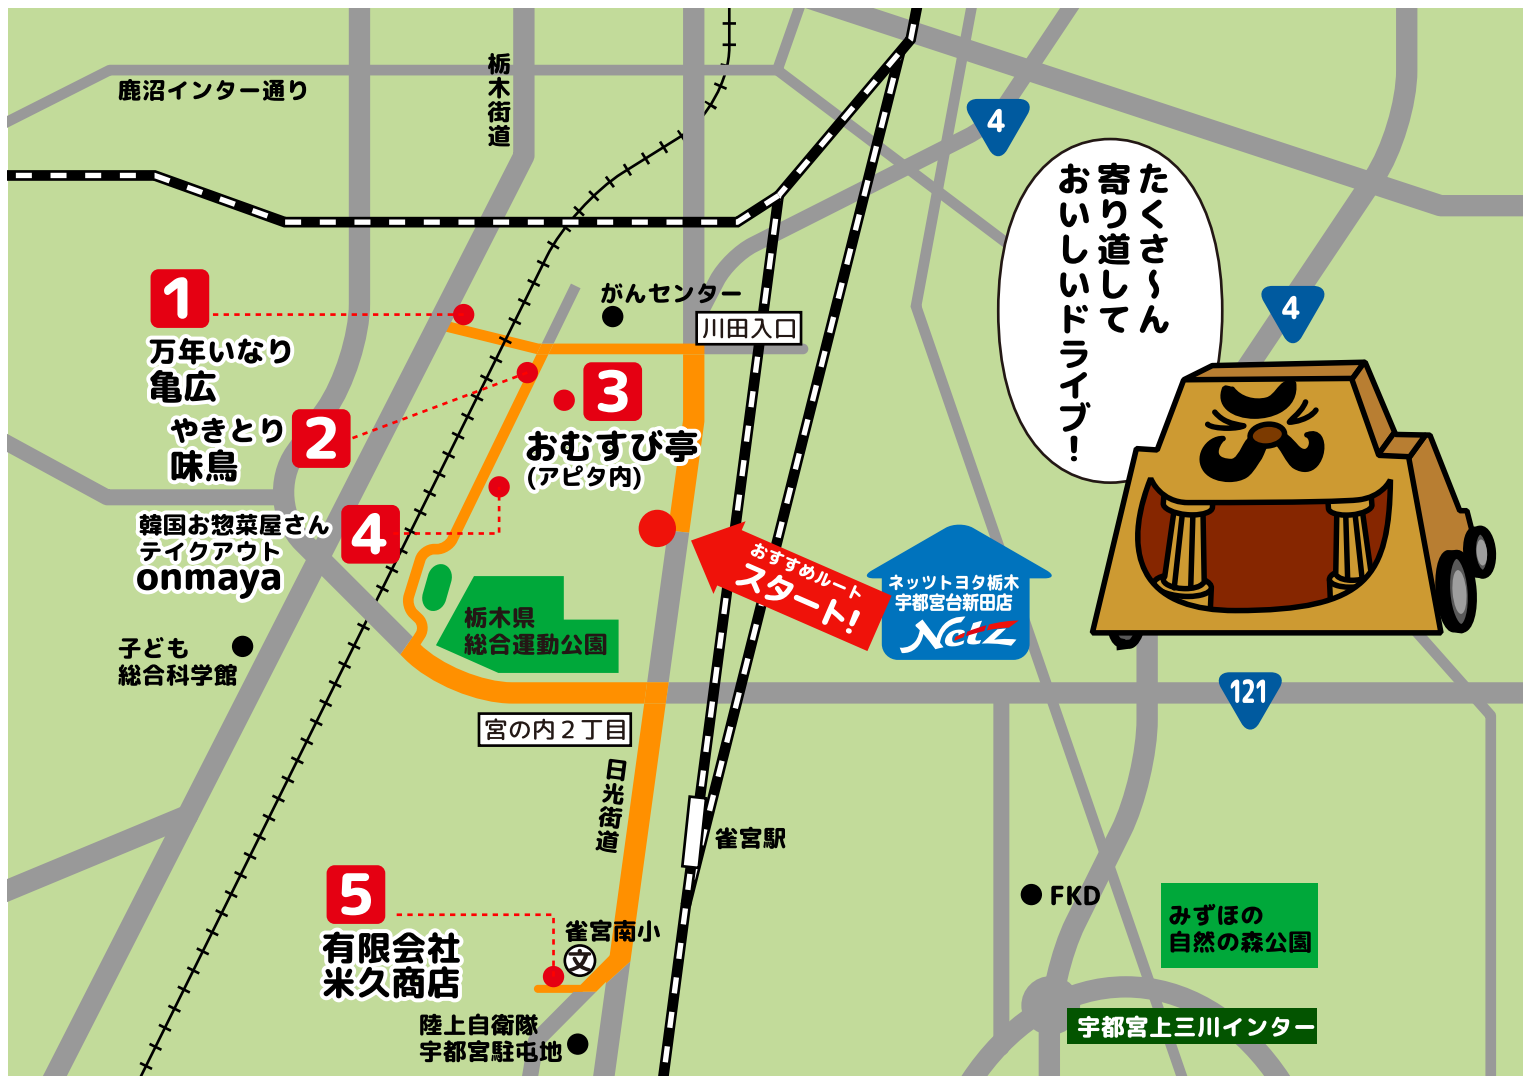 鹿沼インター通り
栃木街道
4
たくさ～ん
寄り道して
おいしいドライブ！
4
1
万年いなり
亀広
がんセンター
川田入口
2
やきとり
味鳥
3
おむすび亭
(アピタ内)
4
韓国お惣菜屋さん
テイクアウト
onmaya
おすすめルート
スタート!
ネッツトヨタ栃木
宇都宮台新田店
Netz
栃木県
総合運動公園
子ども
総合科学館
121
宮の内２丁目
日光街道
雀宮駅
5
有限会社
米久商店
雀宮南小
文
FKD
みずほの
自然の森公園
陸上自衛隊
宇都宮駐屯地
宇都宮上三川インター